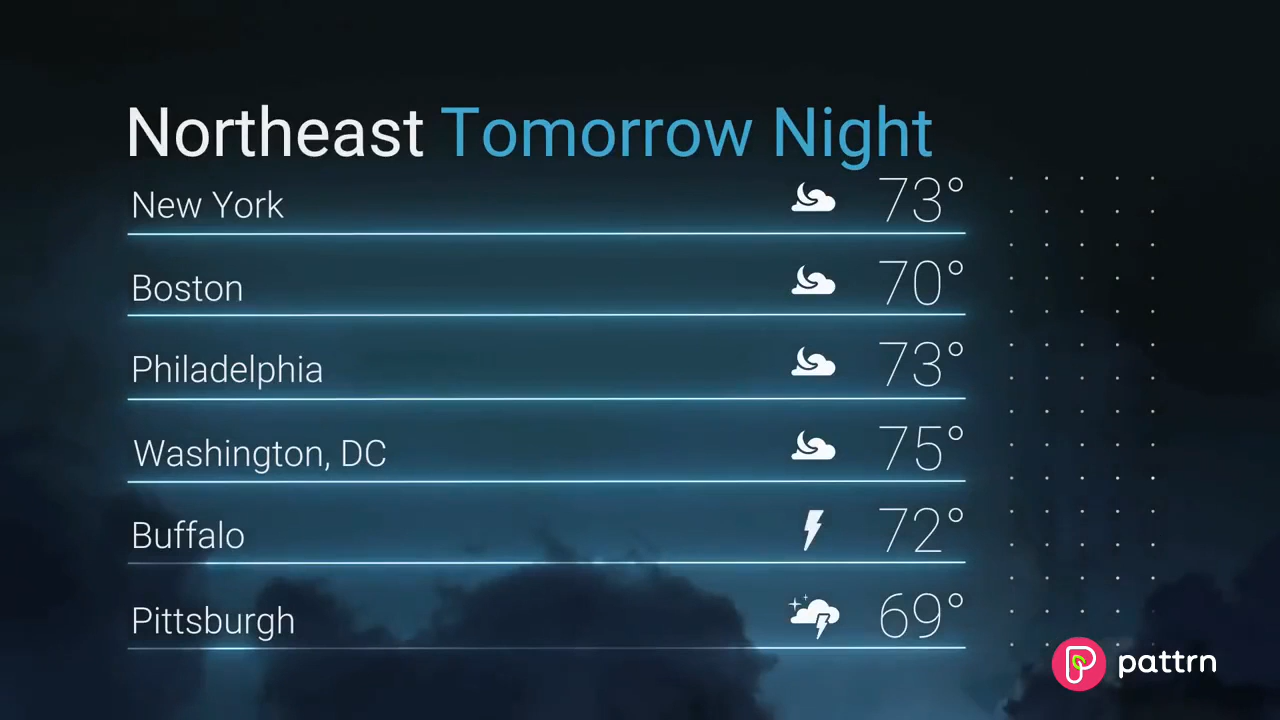 Northeast Tomorrow Night
New York 73°
Boston 70°
Philadelphia 73°
Washington, DC 75°
Buffalo 72°
Pittsburgh 69°
pattrn